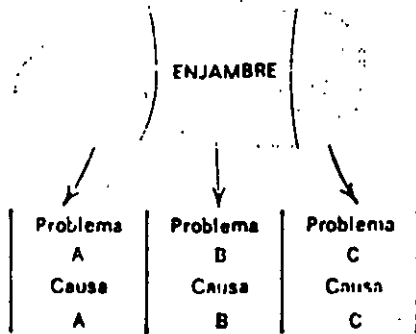 ENJAMBRE
Problema Problema Problema
A B C
Causa Causa Causa
A B C